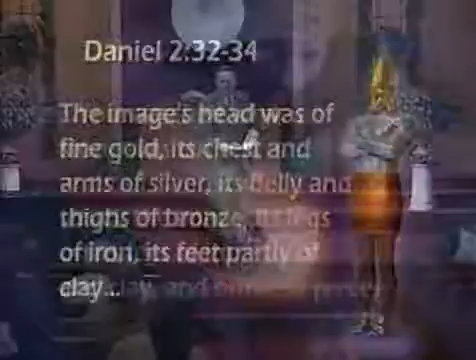 Daniel 2:32-34
The image's head was of
fine gold, its chest and
arms of silver, its belly and
thighs of bronze, its legs
of iron, its feet partly of
clay...